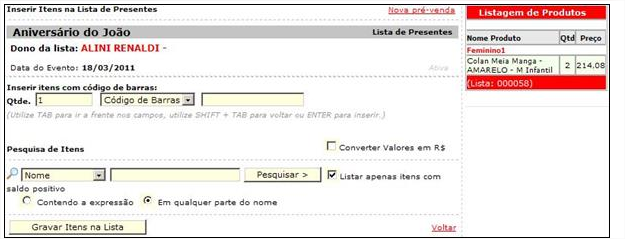 Inserir Itens na Lista de Presentes
Nova pré-venda
Aniversário do João
Lista de Presentes
Dono da lista: ALINI RENALDI -
Data do Evento: 18/03/2011
Ative
Inserir itens com código de barras:
Qtde. 1 Código de Barras
(Utilize TAB para ir a frente nos campos, utilize SHIFT + TAB para voltar ou ENTER para inserir.)
Pesquisa de Itens
Converter Valores em R$
Nome
Pesquisar >
Listar apenas itens com
saldo positivo
Contendo a expressão
Em qualquer parte do nome
Gravar Itens na Lista
Voltar
Listagem de Produtos
Nome Produto Qtd Preço
Feminino1
Colan Meia Manga -
AMARELO - M Infantil 2 214.08
(Lista: 000058)